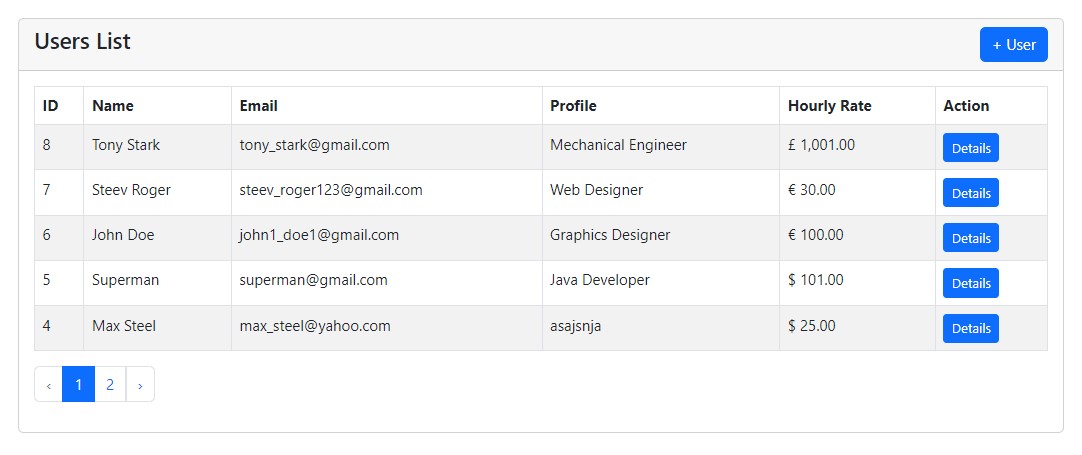 Users List
+ User
ID Name Email Profile Hourly Rate Action
8 Tony Stark tony_stark@gmail.com Mechanical Engineer £ 1,001.00 Details
7 Steev Roger steev_roger123@gmail.com Web Designer € 30.00 Details
6 John Doe john1_doe1@gmail.com Graphics Designer € 100.00 Details
5 Superman superman@gmail.com Java Developer $ 101.00 Details
4 Max Steel max_steel@yahoo.com asajsnja $ 25.00 Details
‹ 1 2 ›